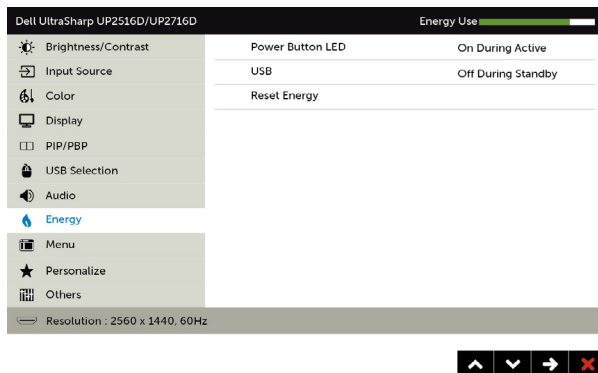 Dell UltraSharp UP2516D/UP2716D Energy Use
Brightness/Contrast Power Button LED On During Active
Input Source USB Off During Standby
Color Reset Energy
Display
PIP/PBP
USB Selection
Audio
Energy
Menu
Personalize
Others
Resolution : 2560 x 1440, 60Hz